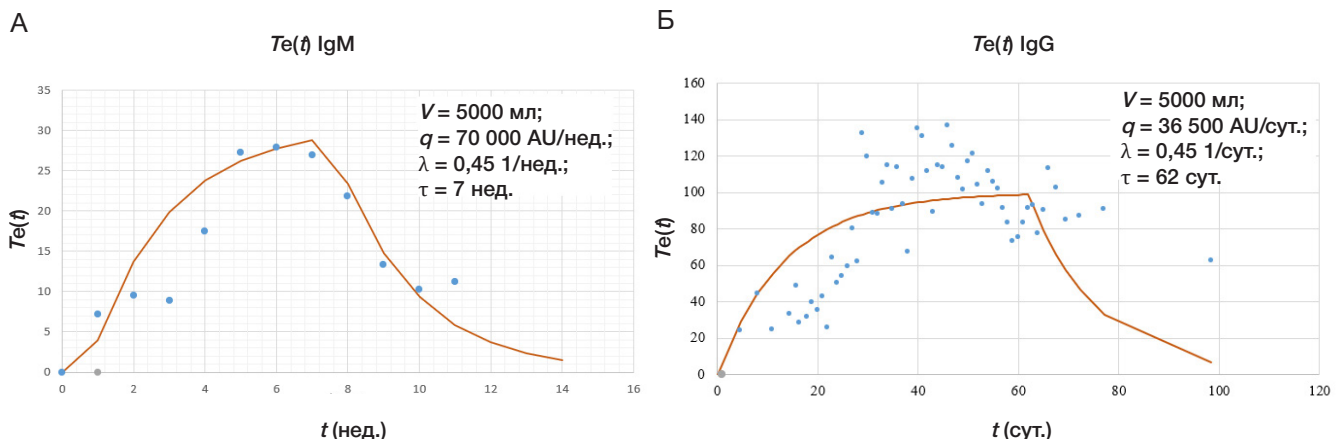 А
Te(t) IgM
V = 5000 мл;
q = 70 000 AU/нед.;
λ = 0,45 1/нед.;
τ = 7 нед.
35
30
25
20
15
10
5
0
Te(t)
0 2 4 6 8 10 12 14 16
t (нед.)
Б
Te(t) IgG
V = 5000 мл;
q = 36 500 AU/сут.;
λ = 0,45 1/сут.;
τ = 62 сут.
160
140
120
100
80
60
40
20
0
Te(t)
0 20 40 60 80 100 120
t (сут.)